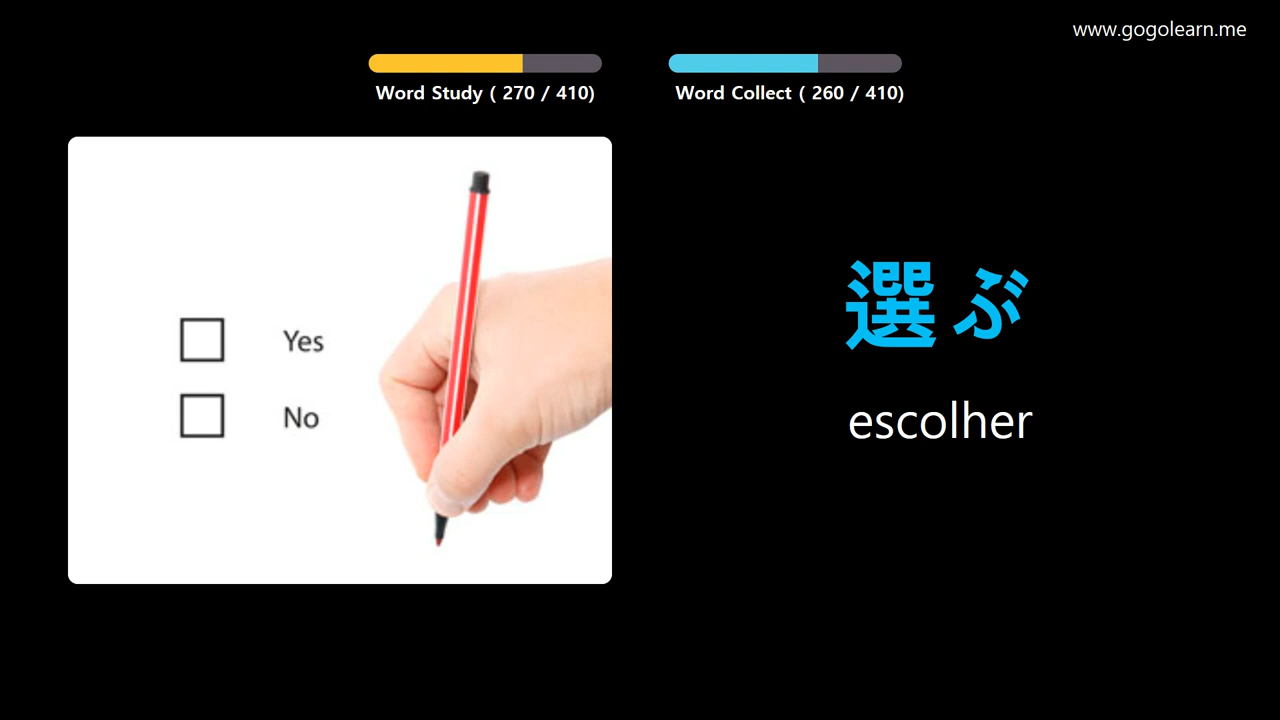 www.gogolearn.me
Word Study ( 270 / 410)
Word Collect ( 260 / 410)
Yes
No
選ぶ
escolher